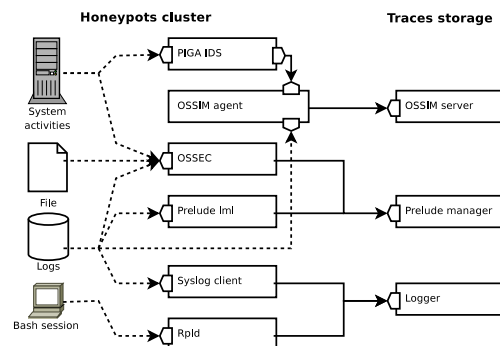 Honeypots cluster
Traces storage
PIGA IDS
System
activities
OSSIM agent
OSSIM server
OSSEC
File
Prelude lml
Prelude manager
Logs
Syslog client
Logger
Bash session
Rpld